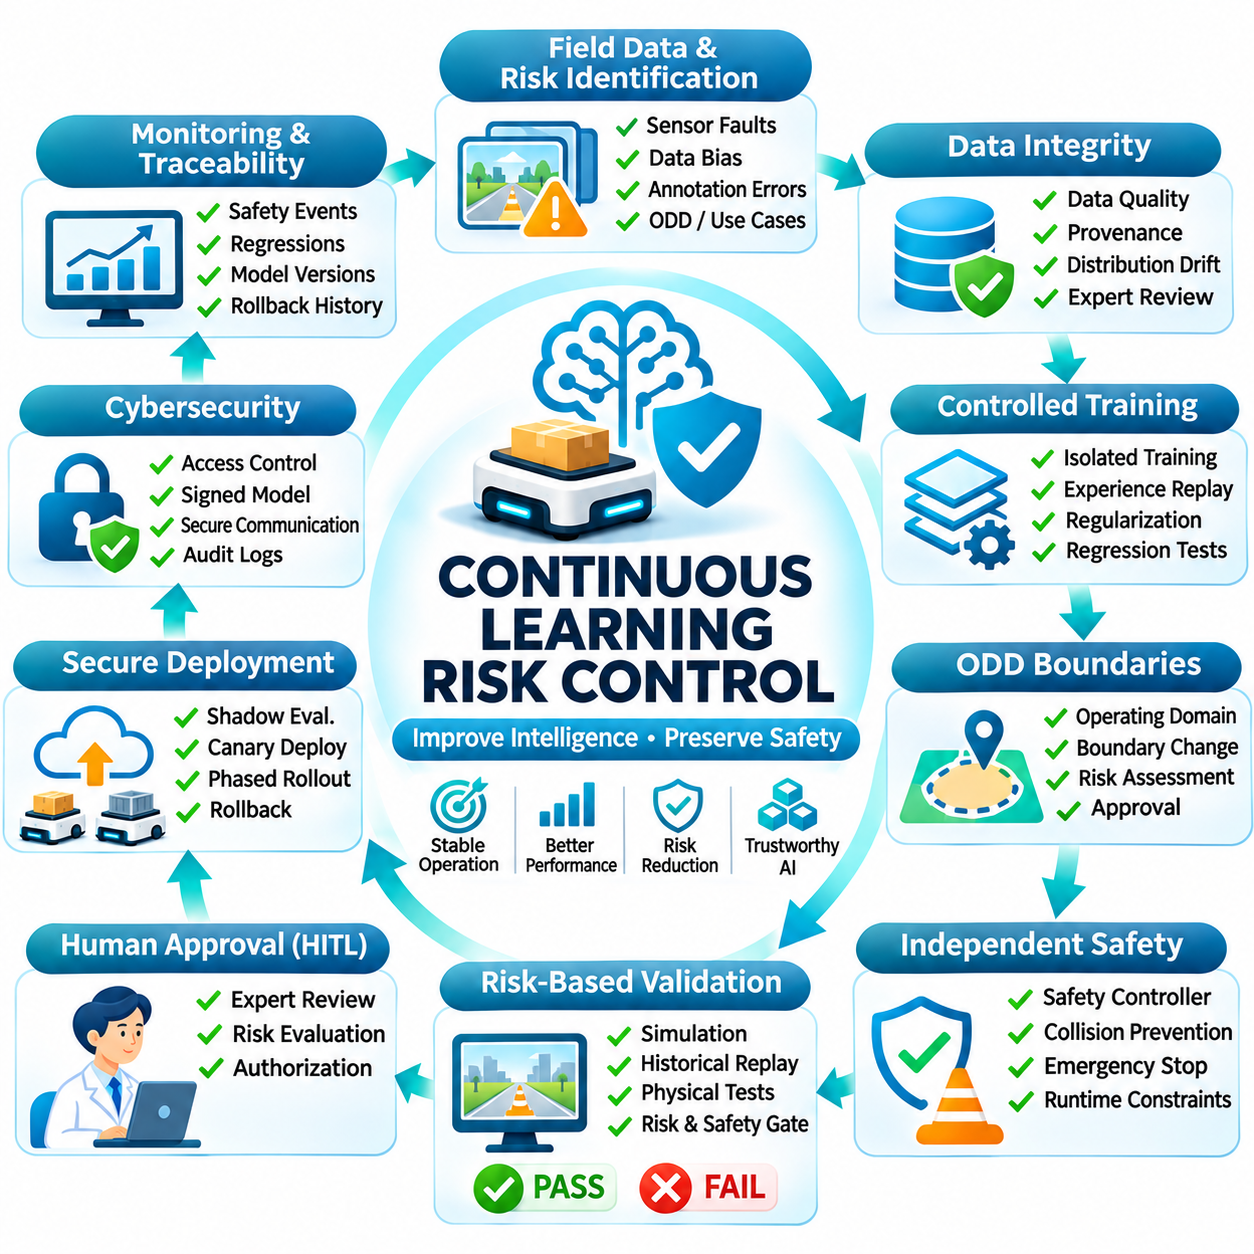 Field Data &
Risk Identification
Sensor Faults
Data Bias
Annotation Errors
ODD / Use Cases
Data Integrity
Data Quality
Provenance
Distribution Drift
Expert Review
Controlled Training
Isolated Training
Experience Replay
Regularization
Regression Tests
ODD Boundaries
Operating Domain
Boundary Change
Risk Assessment
Approval
Independent Safety
Safety Controller
Collision Prevention
Emergency Stop
Runtime Constraints
Risk-Based Validation
Simulation
Historical Replay
Physical Tests
Risk & Safety Gate
PASS
FAIL
Human Approval (HITL)
Expert Review
Risk Evaluation
Authorization
Secure Deployment
Shadow Eval.
Canary Deploy
Phased Rollout
Rollback
Cybersecurity
Access Control
Signed Model
Secure Communication
Audit Logs
Monitoring &
Traceability
Safety Events
Regressions
Model Versions
Rollback History
CONTINUOUS
LEARNING
RISK CONTROL
Improve Intelligence • Preserve Safety
Stable
Operation
Better
Performance
Risk
Reduction
Trustworthy
AI